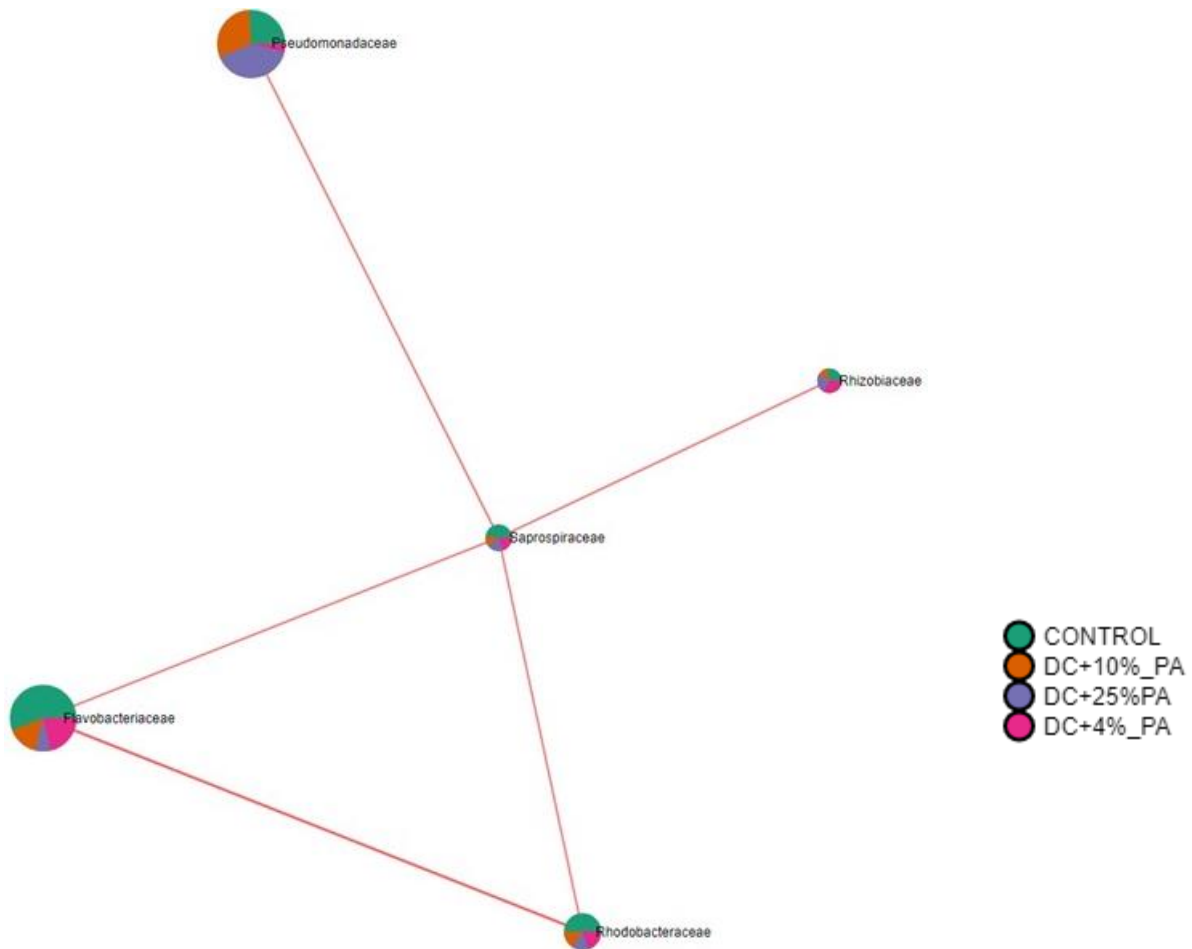 Pseudomonadaceae
Rhizobiaceae
Saprospiraceae
CONTROL
DC+10%_PA
DC+25%PA
DC+4%_PA
Flavobacteriaceae
Rhodobacteraceae